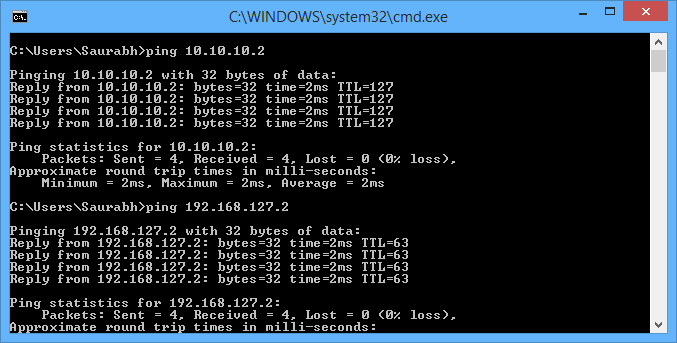 C:\WINDOWS\system32\cmd.exe
C:\Users\Saurabh>ping 10.10.10.2
Pinging 10.10.10.2 with 32 bytes of data:
Reply from 10.10.10.2: bytes=32 time=2ms TTL=127
Reply from 10.10.10.2: bytes=32 time=2ms TTL=127
Reply from 10.10.10.2: bytes=32 time=2ms TTL=127
Reply from 10.10.10.2: bytes=32 time=2ms TTL=127
Ping statistics for 10.10.10.2:
    Packets: Sent = 4, Received = 4, Lost = 0 (0% loss),
Approximate round trip times in milli-seconds:
    Minimum = 2ms, Maximum = 2ms, Average = 2ms
C:\Users\Saurabh>ping 192.168.127.2
Pinging 192.168.127.2 with 32 bytes of data:
Reply from 192.168.127.2: bytes=32 time=2ms TTL=63
Reply from 192.168.127.2: bytes=32 time=2ms TTL=63
Reply from 192.168.127.2: bytes=32 time=2ms TTL=63
Reply from 192.168.127.2: bytes=32 time=2ms TTL=63
Ping statistics for 192.168.127.2:
    Packets: Sent = 4, Received = 4, Lost = 0 (0% loss),
Approximate round trip times in milli-seconds: